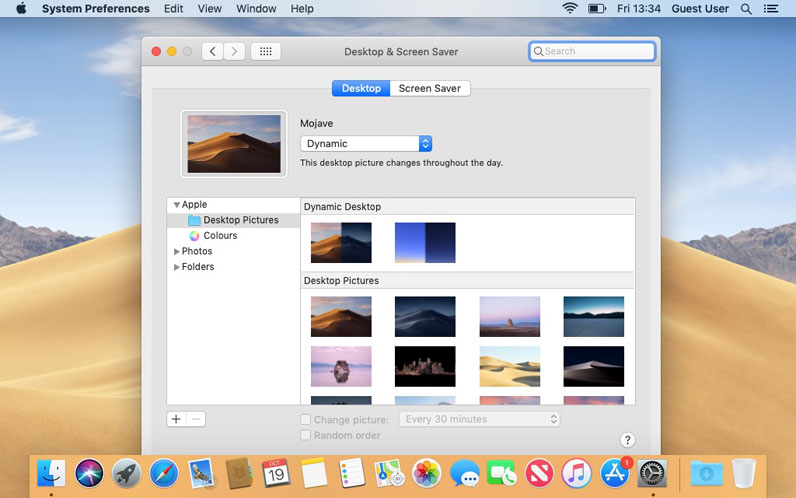 System Preferences Edit View Window Help Fri 13:34 Guest User
Desktop & Screen Saver
Search
Desktop Screen Saver
Mojave
Dynamic
This desktop picture changes throughout the day.
Apple
Desktop Pictures
Colours
Photos
Folders
Dynamic Desktop
Desktop Pictures
+ −
Change picture: Every 30 minutes
Random order
?
OCT
19
1